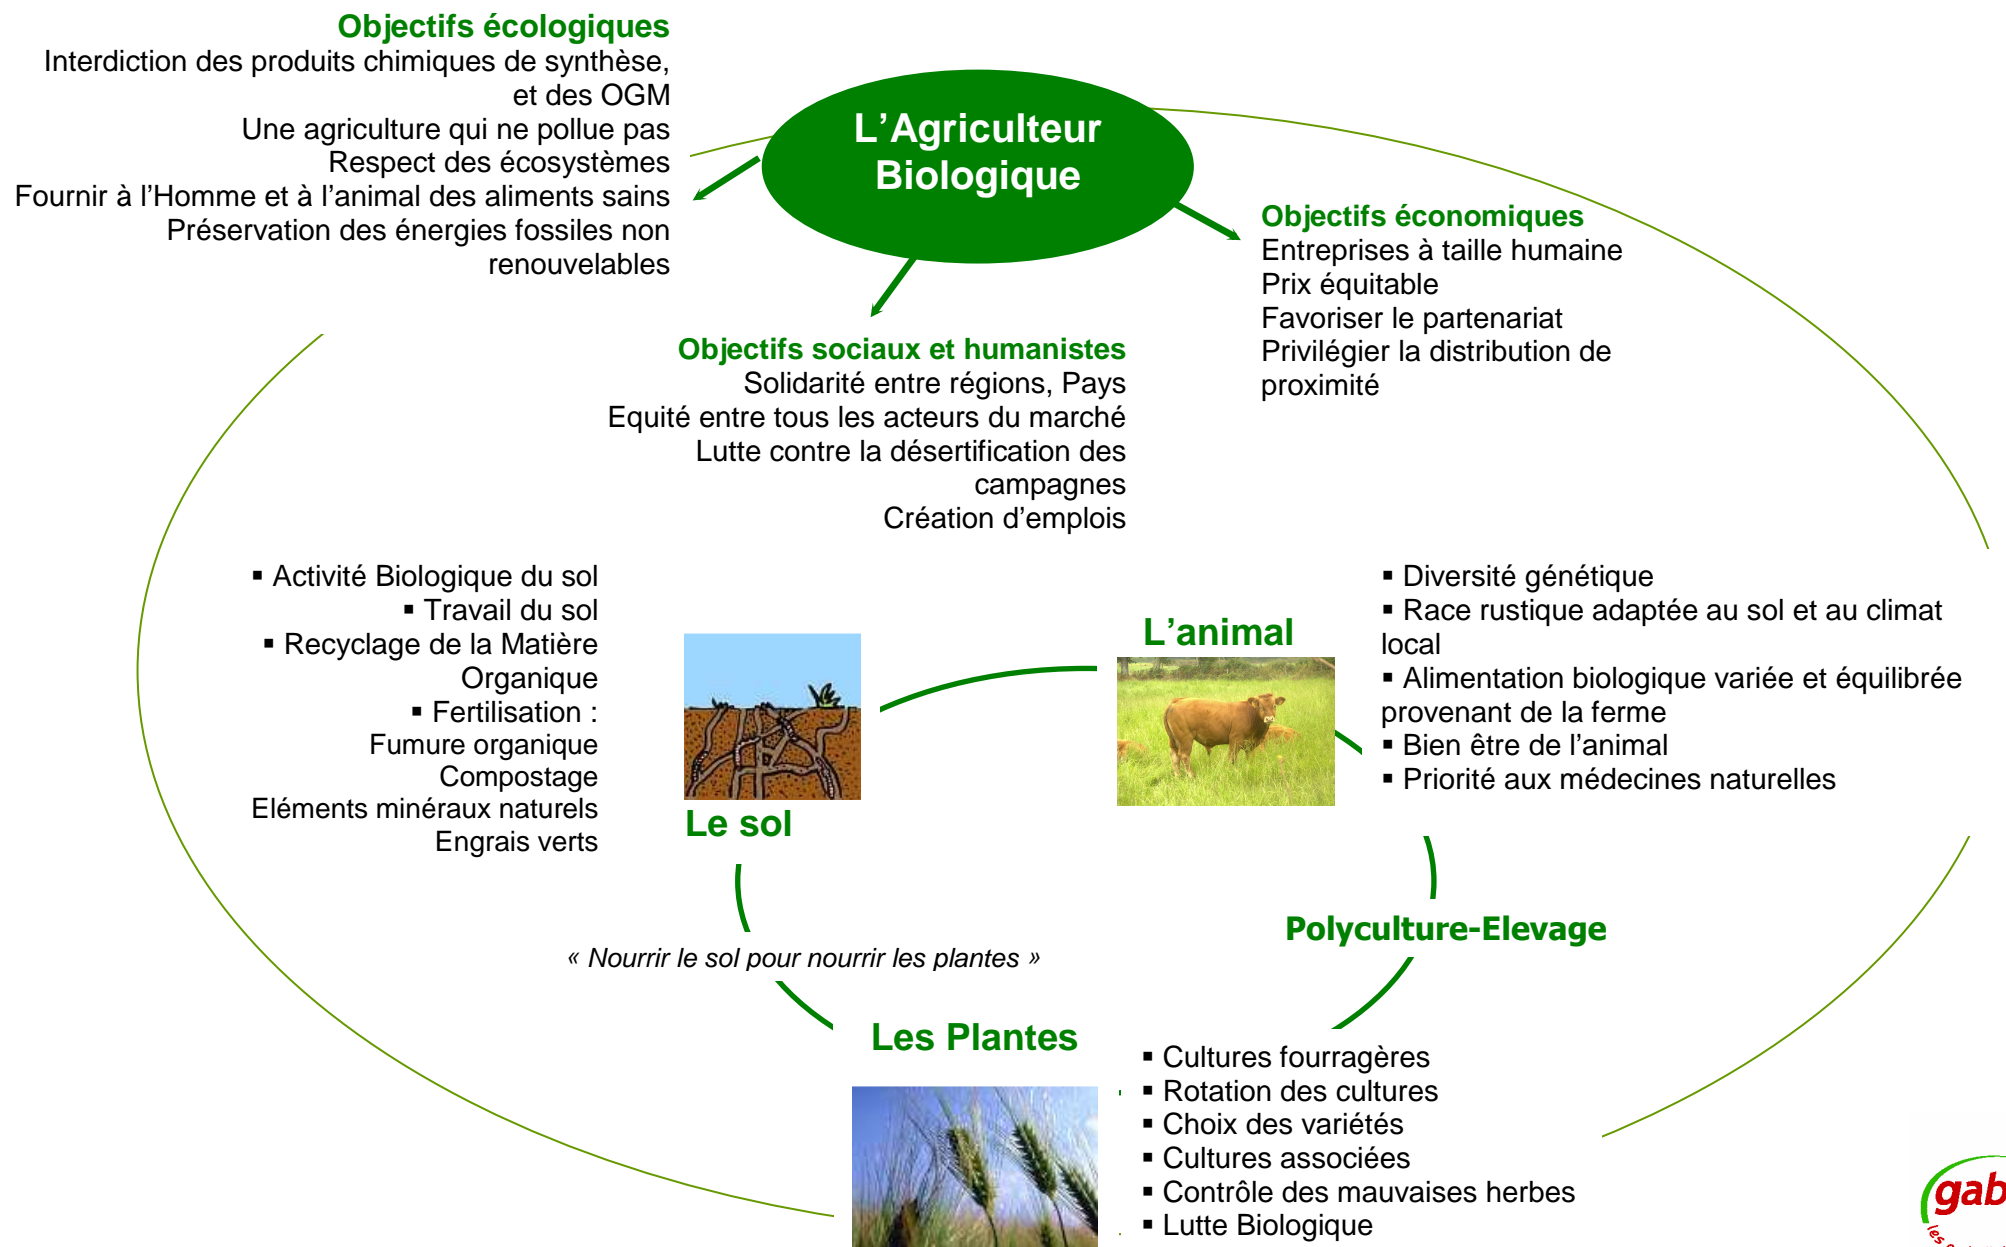 Objectifs écologiques
Interdiction des produits chimiques de synthèse,
et des OGM
Une agriculture qui ne pollue pas
Respect des écosystèmes
Fournir à l’Homme et à l’animal des aliments sains
Préservation des énergies fossiles non
renouvelables
L’Agriculteur
Biologique
Objectifs économiques
Entreprises à taille humaine
Prix équitable
Favoriser le partenariat
Privilégier la distribution de
proximité
Objectifs sociaux et humanistes
Solidarité entre régions, Pays
Equité entre tous les acteurs du marché
Lutte contre la désertification des
campagnes
Création d’emplois
▪ Activité Biologique du sol
▪ Travail du sol
▪ Recyclage de la Matière
Organique
▪ Fertilisation :
Fumure organique
Compostage
Eléments minéraux naturels
Engrais verts
Le sol
L’animal
▪ Diversité génétique
▪ Race rustique adaptée au sol et au climat
local
▪ Alimentation biologique variée et équilibrée
provenant de la ferme
▪ Bien être de l’animal
▪ Priorité aux médecines naturelles
Polyculture-Elevage
« Nourrir le sol pour nourrir les plantes »
Les Plantes
▪ Cultures fourragères
▪ Rotation des cultures
▪ Choix des variétés
▪ Cultures associées
▪ Contrôle des mauvaises herbes
▪ Lutte Biologique
gab
les